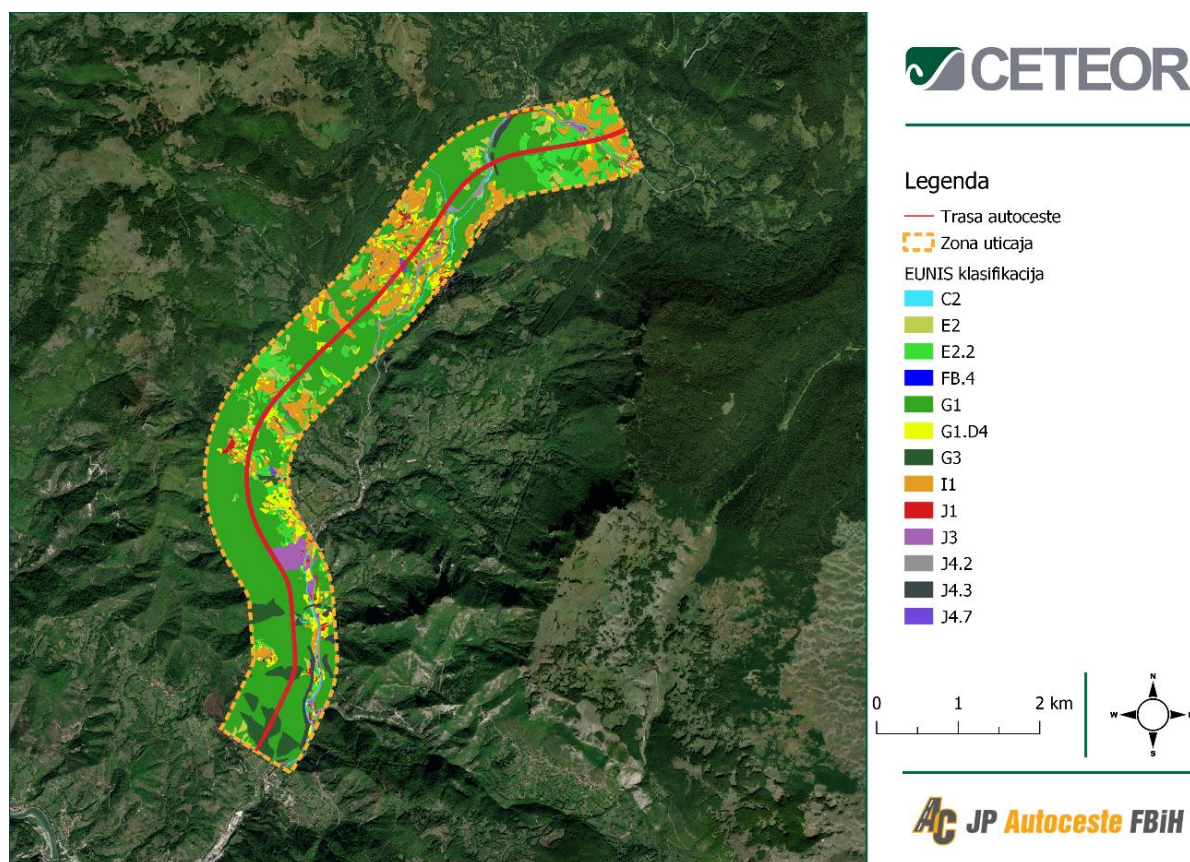 CETEOR
Legenda
Trasa autoceste
Zona uticaja
EUNIS klasifikacija
C2
E2
E2.2
FB.4
G1
G1.D4
G3
I1
J1
J3
J4.2
J4.3
J4.7
0 1 2 km
N
W
E
S
AC JP Autoceste FBiH